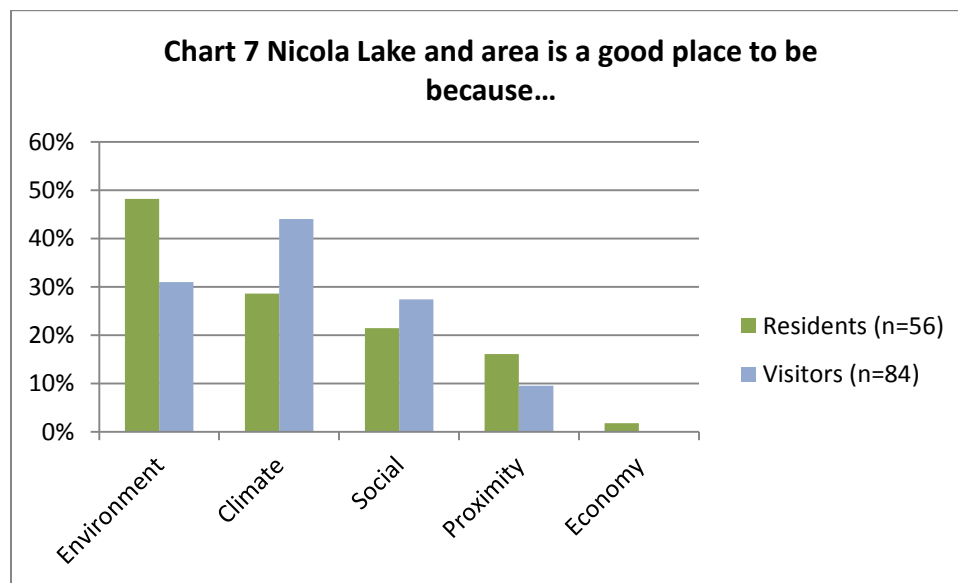 Chart 7 Nicola Lake and area is a good place to be
because…
60%
50%
40%
30%
20%
10%
0%
Environment
Climate
Social
Proximity
Economy
Residents (n=56)
Visitors (n=84)